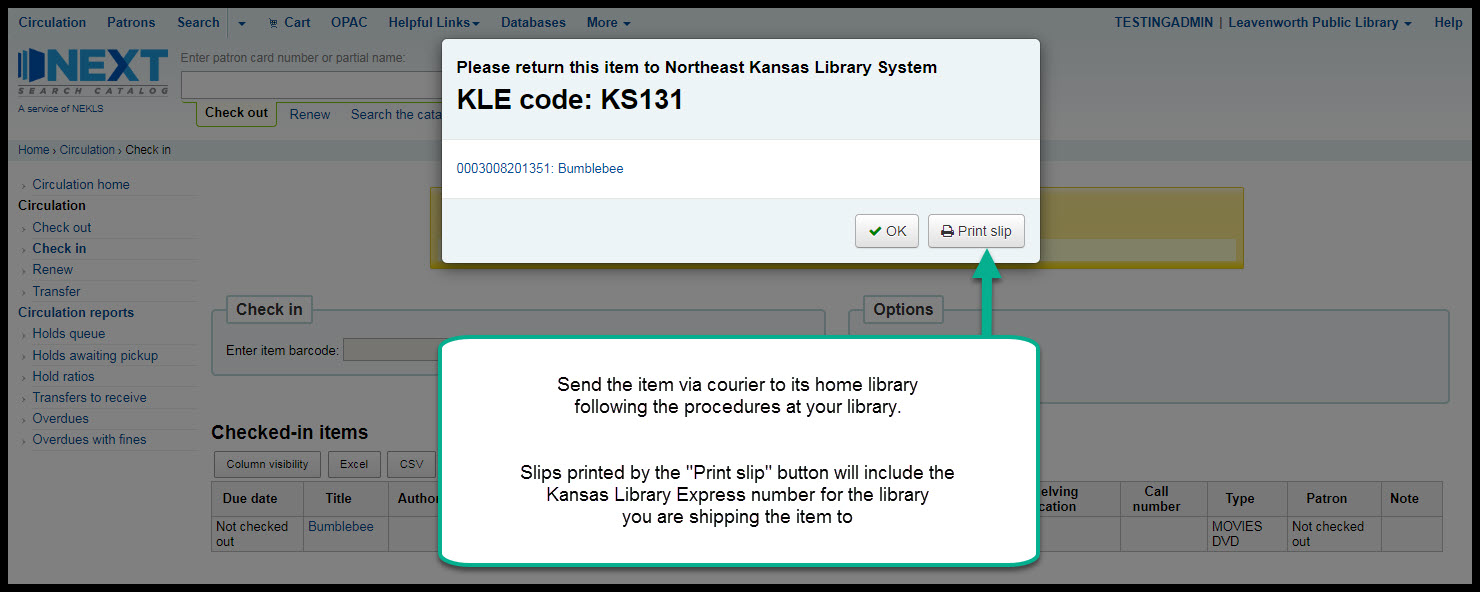 Circulation Patrons Search Cart OPAC Helpful Links Databases More TESTINGADMIN | Leavenworth Public Library Help
NEXT
SEARCH CATALOG
A service of NEKLS
Enter patron card number or partial name:
Check out Renew Search the cata
Home › Circulation › Check in
Please return this item to Northeast Kansas Library System
KLE code: KS131
0003008201351: Bumblebee
OK Print slip
› Circulation home
Circulation
› Check out
› Check in
› Renew
› Transfer
Circulation reports
› Holds queue
› Holds awaiting pickup
› Hold ratios
› Transfers to receive
› Overdues
› Overdues with fines
Check in
Enter item barcode:
Options
Send the item via courier to its home library
following the procedures at your library.
Slips printed by the "Print slip" button will include the
Kansas Library Express number for the library
you are shipping the item to
Checked-in items
Column visibility Excel CSV
Due date Title Author elving cation Call number Type Patron Note
Not checked out Bumblebee MOVIES DVD Not checked out